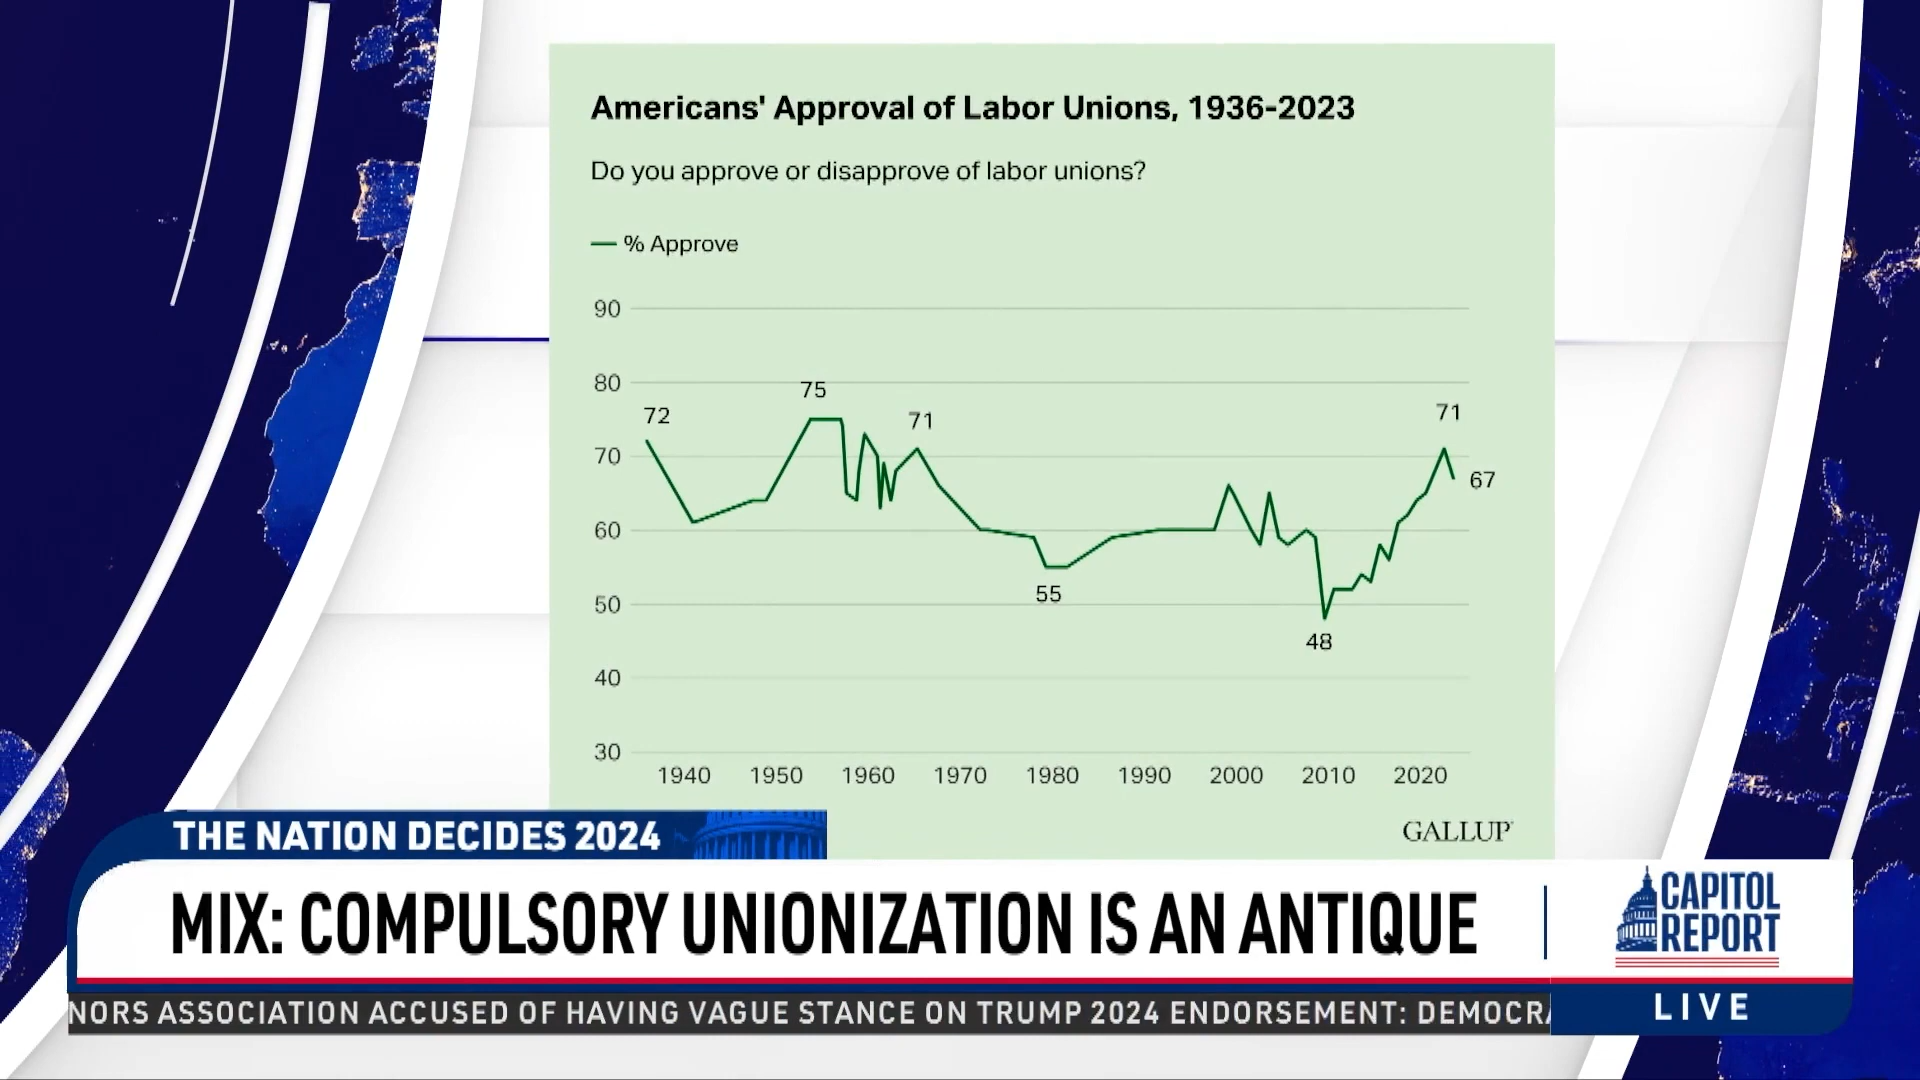 Americans' Approval of Labor Unions, 1936-2023
Do you approve or disapprove of labor unions?
% Approve
90
80
70
60
50
40
30
72
75
71
55
48
71
67
1940 1950 1960 1970 1980 1990 2000 2010 2020
GALLUP
THE NATION DECIDES 2024
MIX: COMPULSORY UNIONIZATION IS AN ANTIQUE
CAPITOL
REPORT
NORS ASSOCIATION ACCUSED OF HAVING VAGUE STANCE ON TRUMP 2024 ENDORSEMENT: DEMOCRA
LIVE